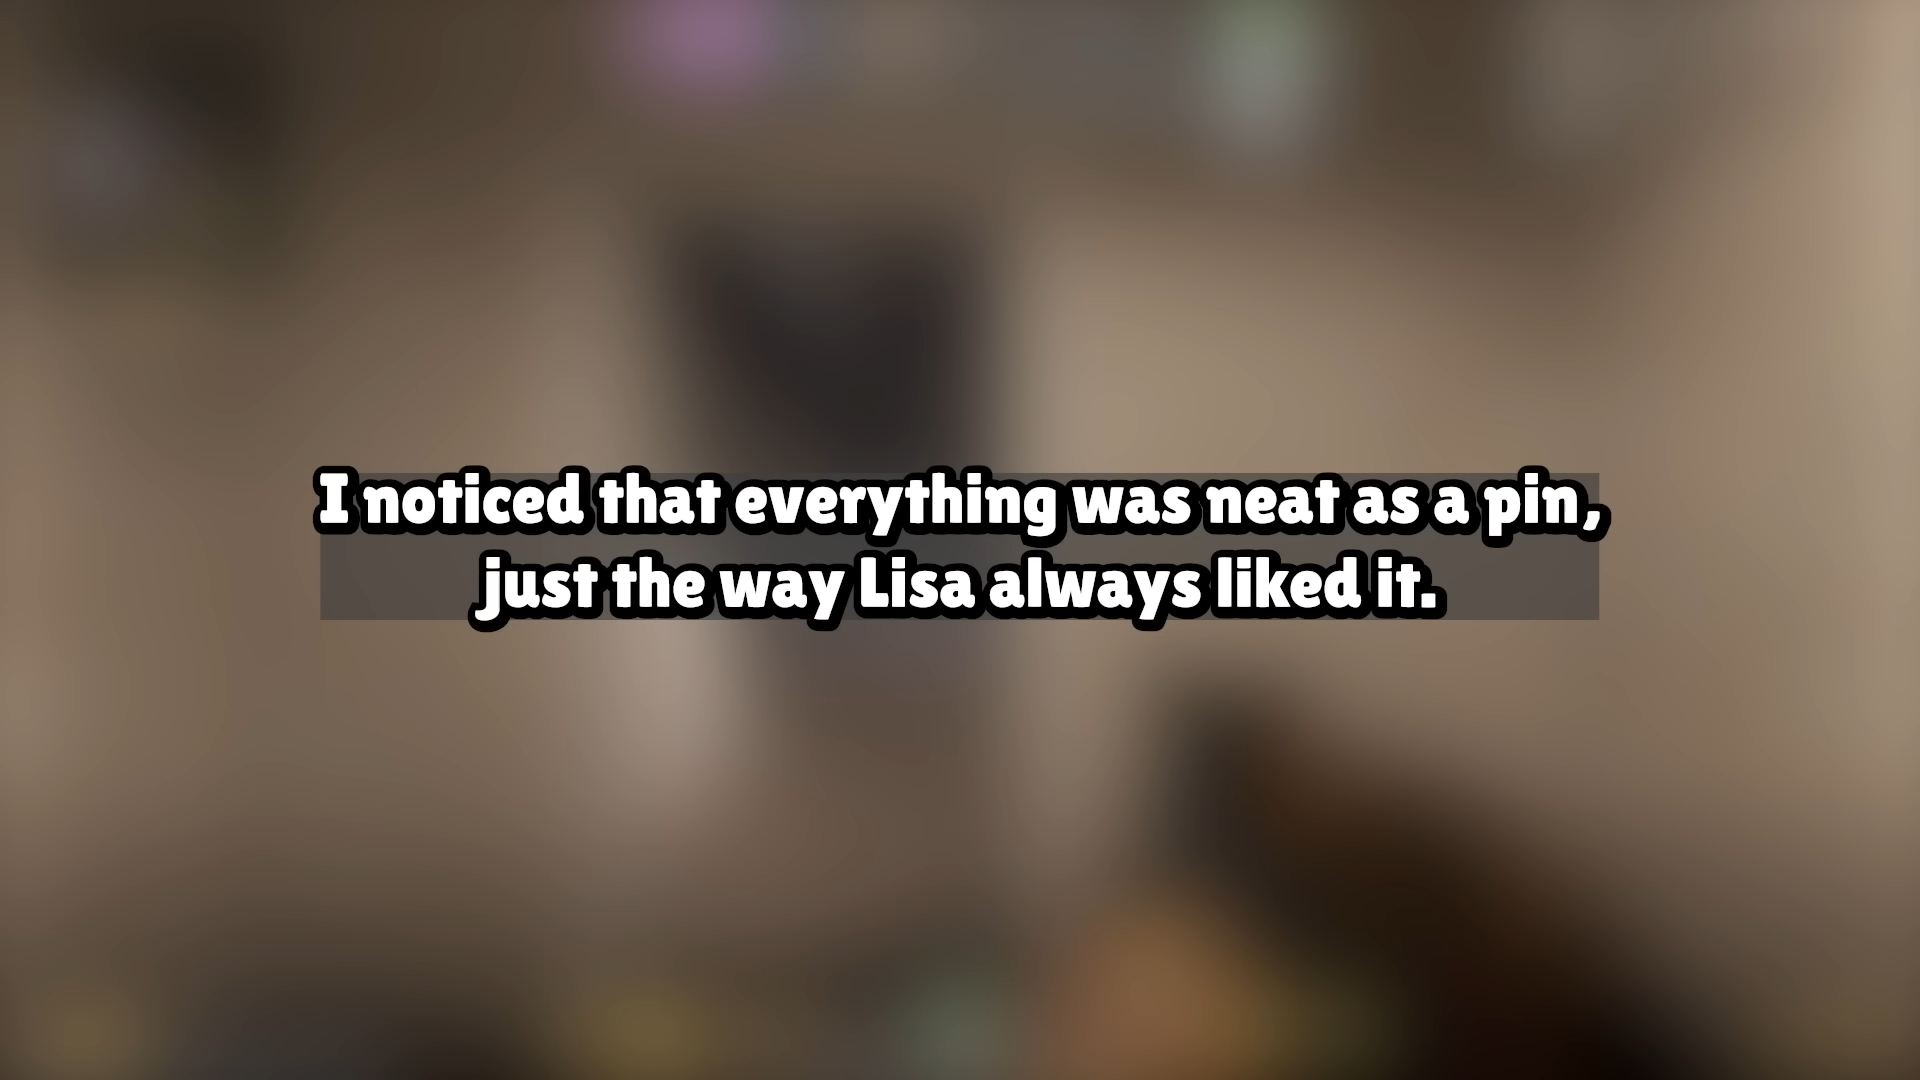 I noticed that everything was neat as a pin,
just the way Lisa always liked it.